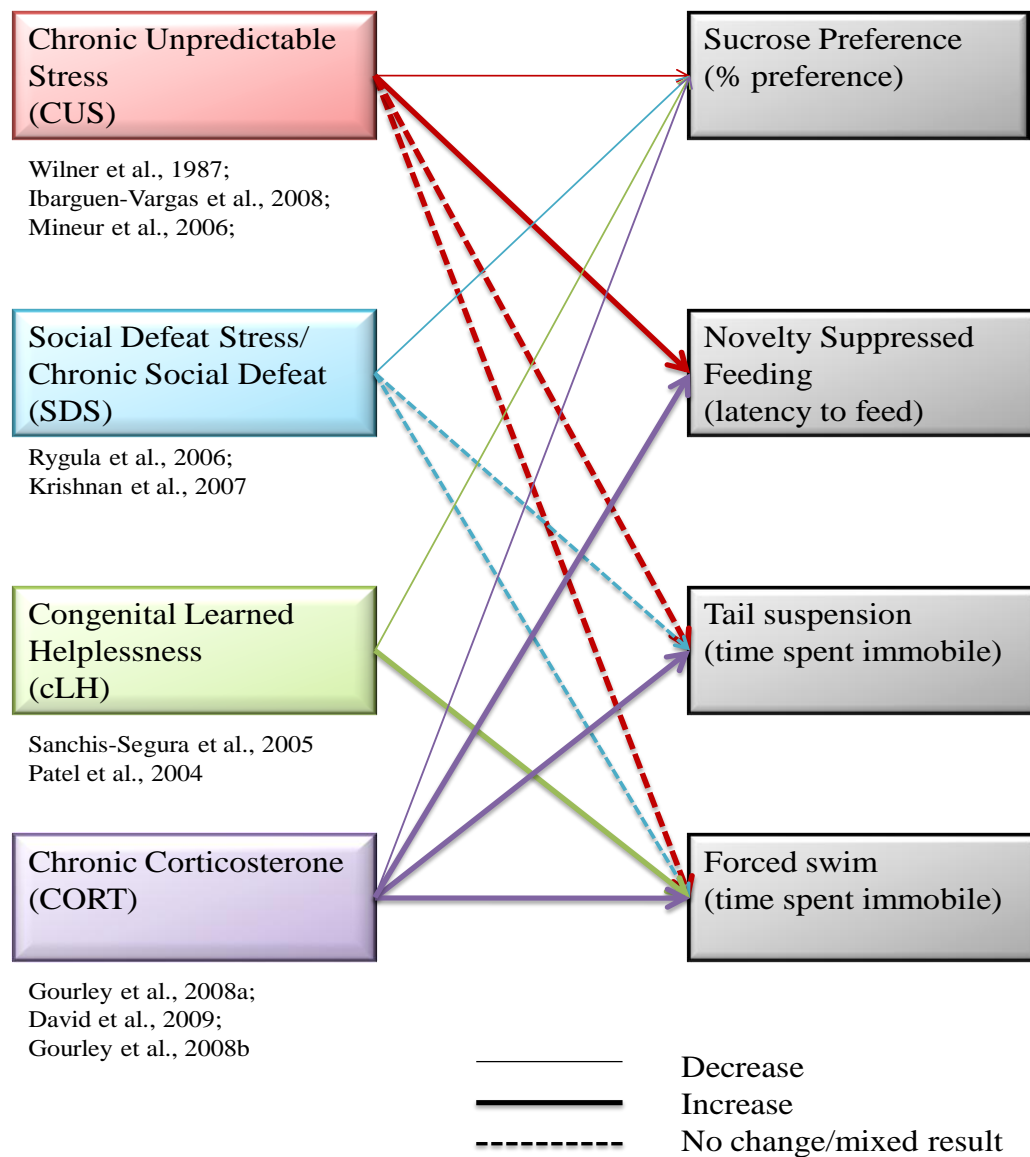 Chronic Unpredictable
Stress
(CUS)
Wilner et al., 1987;
Ibarguen-Vargas et al., 2008;
Mineur et al., 2006;
Social Defeat Stress/
Chronic Social Defeat
(SDS)
Rygula et al., 2006;
Krishnan et al., 2007
Congenital Learned
Helplessness
(cLH)
Sanchis-Segura et al., 2005
Patel et al., 2004
Chronic Corticosterone
(CORT)
Gourley et al., 2008a;
David et al., 2009;
Gourley et al., 2008b
Sucrose Preference
(% preference)
Novelty Suppressed
Feeding
(latency to feed)
Tail suspension
(time spent immobile)
Forced swim
(time spent immobile)
Decrease
Increase
No change/mixed result